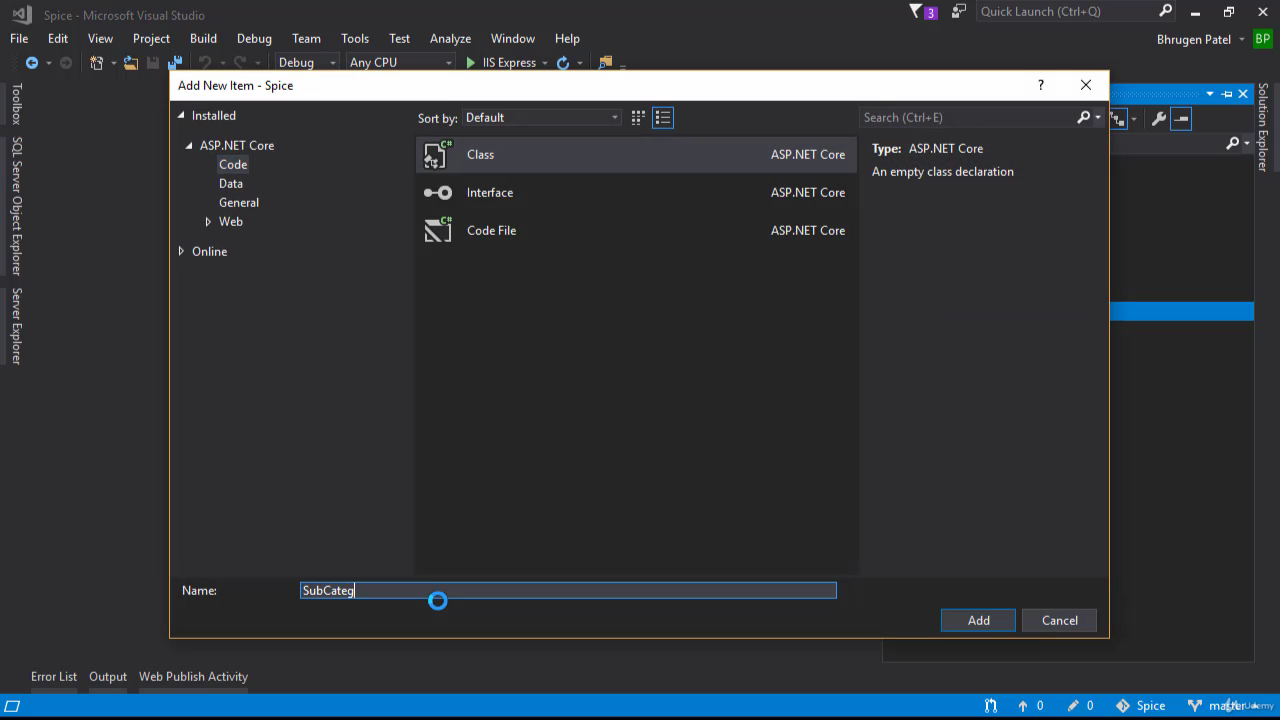 Spice - Microsoft Visual Studio
3
Quick Launch (Ctrl+Q)
File Edit View Project Build Debug Team Tools Test Analyze Window Help
Bhrugen Patel BP
Debug Any CPU IIS Express
Toolbox
SQL Server Object Explorer
Server Explorer
Solution Explorer
Add New Item - Spice ?
Installed
ASP.NET Core
Code
Data
General
Web
Online
Sort by: Default
Search (Ctrl+E)
Class ASP.NET Core
Interface ASP.NET Core
Code File ASP.NET Core
Type: ASP.NET Core
An empty class declaration
Name: SubCateg
Add Cancel
Error List Output Web Publish Activity
0 0 Spice master
Udemy